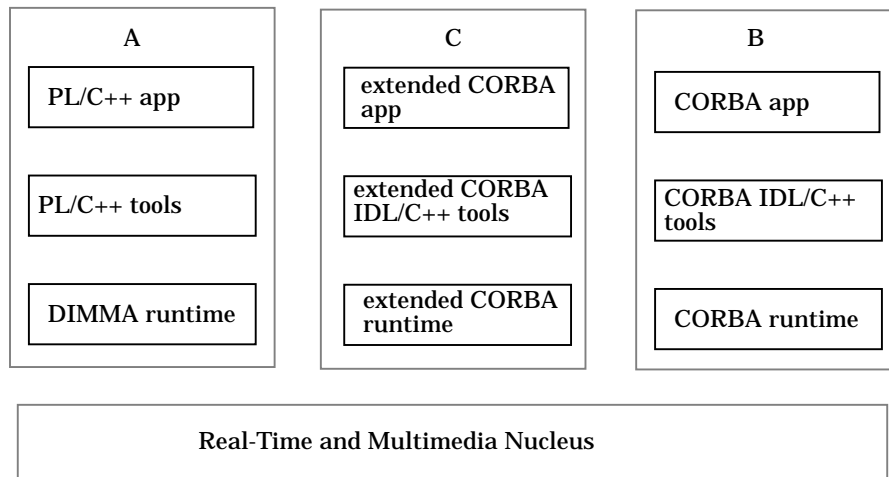 A
PL/C++ app
PL/C++ tools
DIMMA runtime
C
extended CORBA
app
extended CORBA
IDL/C++ tools
extended CORBA
runtime
B
CORBA app
CORBA IDL/C++
tools
CORBA runtime
Real-Time and Multimedia Nucleus